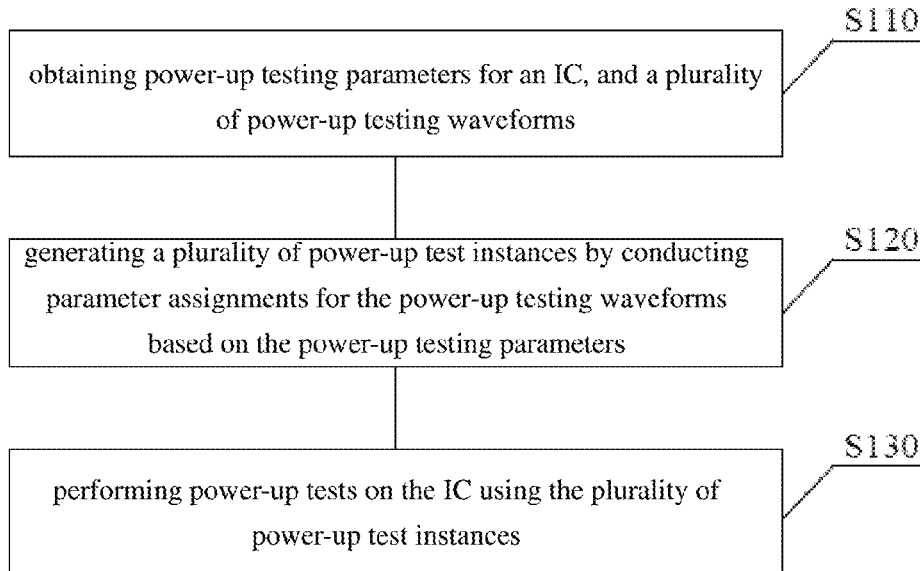 S110
obtaining power-up testing parameters for an IC, and a plurality
of power-up testing waveforms
S120
generating a plurality of power-up test instances by conducting
parameter assignments for the power-up testing waveforms
based on the power-up testing parameters
S130
performing power-up tests on the IC using the plurality of
power-up test instances